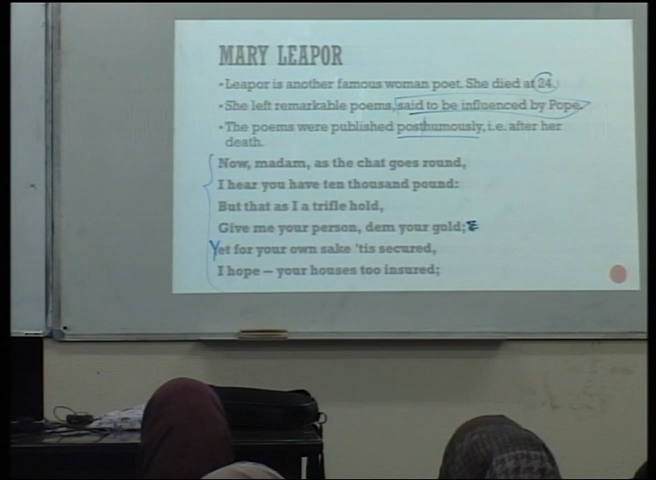 MARY LEAPOR
•Leapor is another famous woman poet. She died at 24.
•She left remarkable poems, said to be influenced by Pope.
•The poems were published posthumously, i.e. after her
death.
Now, madam, as the chat goes round,
I hear you have ten thousand pound:
But that as I a trifle hold,
Give me your person, dem your gold;
Yet for your own sake 'tis secured,
I hope – your houses too insured;